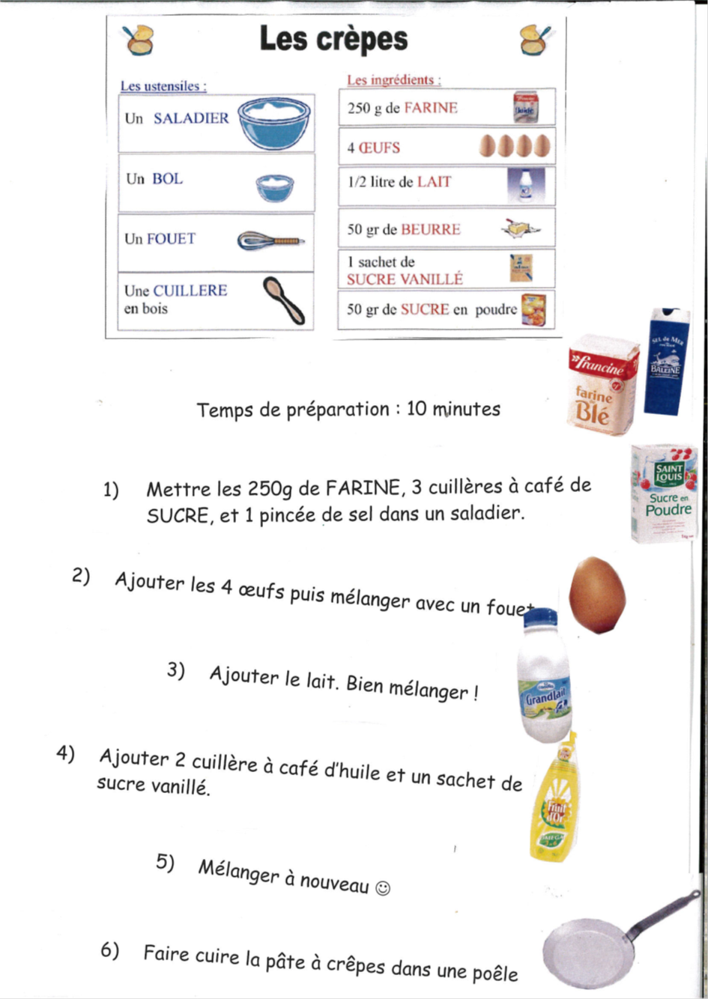 Les crèpes
Les ustensiles :
Un SALADIER
Un BOL
Un FOUET
Une CUILLERE
en bois
Les ingrédients :
250 g de FARINE
4 ŒUFS
1/2 litre de LAIT
50 gr de BEURRE
1 sachet de
SUCRE VANILLÉ
50 gr de SUCRE en poudre
SEL de MER
BALEINE
francine
farine
de
Blé
Temps de préparation : 10 minutes
SAINT
LOUIS
Sucre en
Poudre
1) Mettre les 250g de FARINE, 3 cuillères à café de
SUCRE, et 1 pincée de sel dans un saladier.
2) Ajouter les 4 œufs puis mélanger avec un fouet
3) Ajouter le lait. Bien mélanger !
GrandLait
4) Ajouter 2 cuillère à café d'huile et un sachet de
sucre vanillé.
Fruit
d'Or
5) Mélanger à nouveau ☺
6) Faire cuire la pâte à crêpes dans une poêle